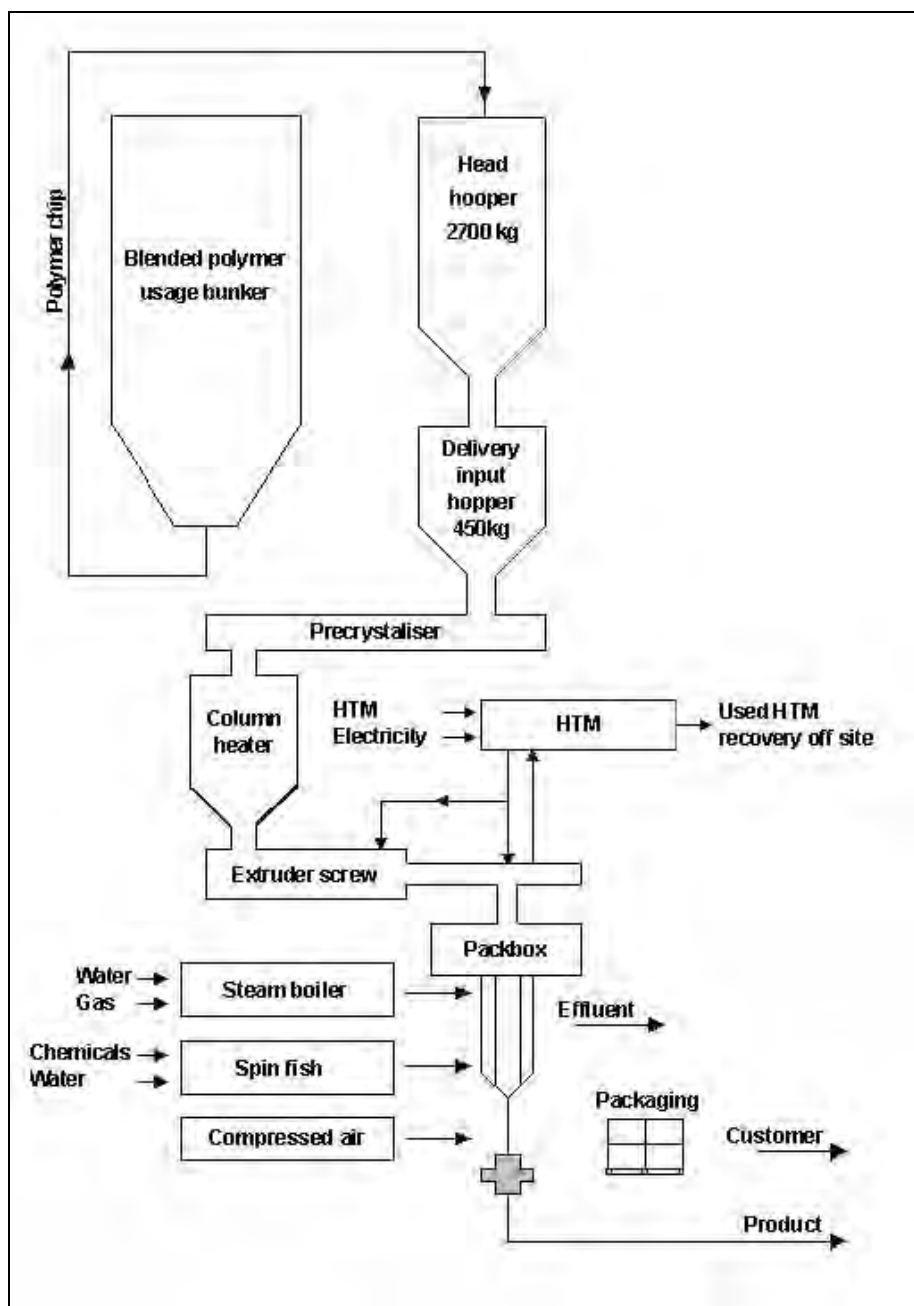 Polymer chip
Blended polymer
usage bunker
Head
hooper
2700 kg
Delivery
input
hopper
450kg
Precrystaliser
Column
heater
HTM
Electricity
HTM
Used HTM
recovery off site
Extruder screw
Packbox
Water
Gas
Steam boiler
Effluent
Chemicals
Water
Spin fish
Packaging
Compressed air
Customer
Product